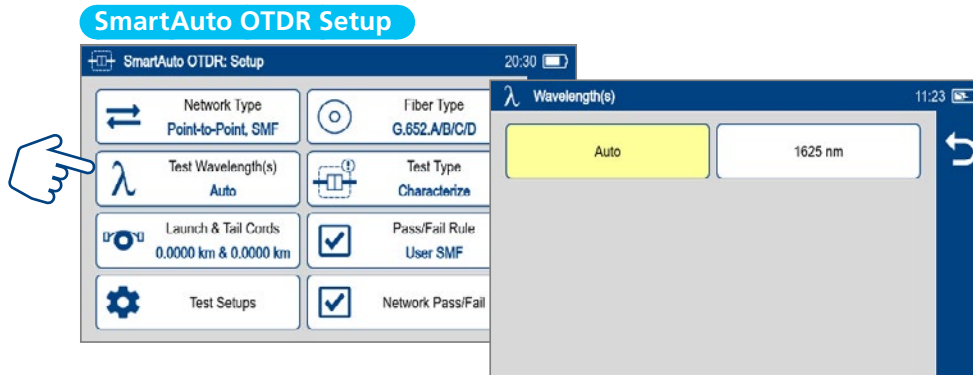 SmartAuto OTDR Setup
SmartAuto OTDR: Setup
20:30
Network Type
Point-to-Point, SMF
Fiber Type
G.652.A/B/C/D
Test Wavelength(s)
Auto
Test Type
Characterize
Launch & Tail Cords
0.0000 km & 0.0000 km
Pass/Fail Rule
User SMF
Test Setups
Network Pass/Fail
λ Wavelength(s)
11:23
Auto
1625 nm